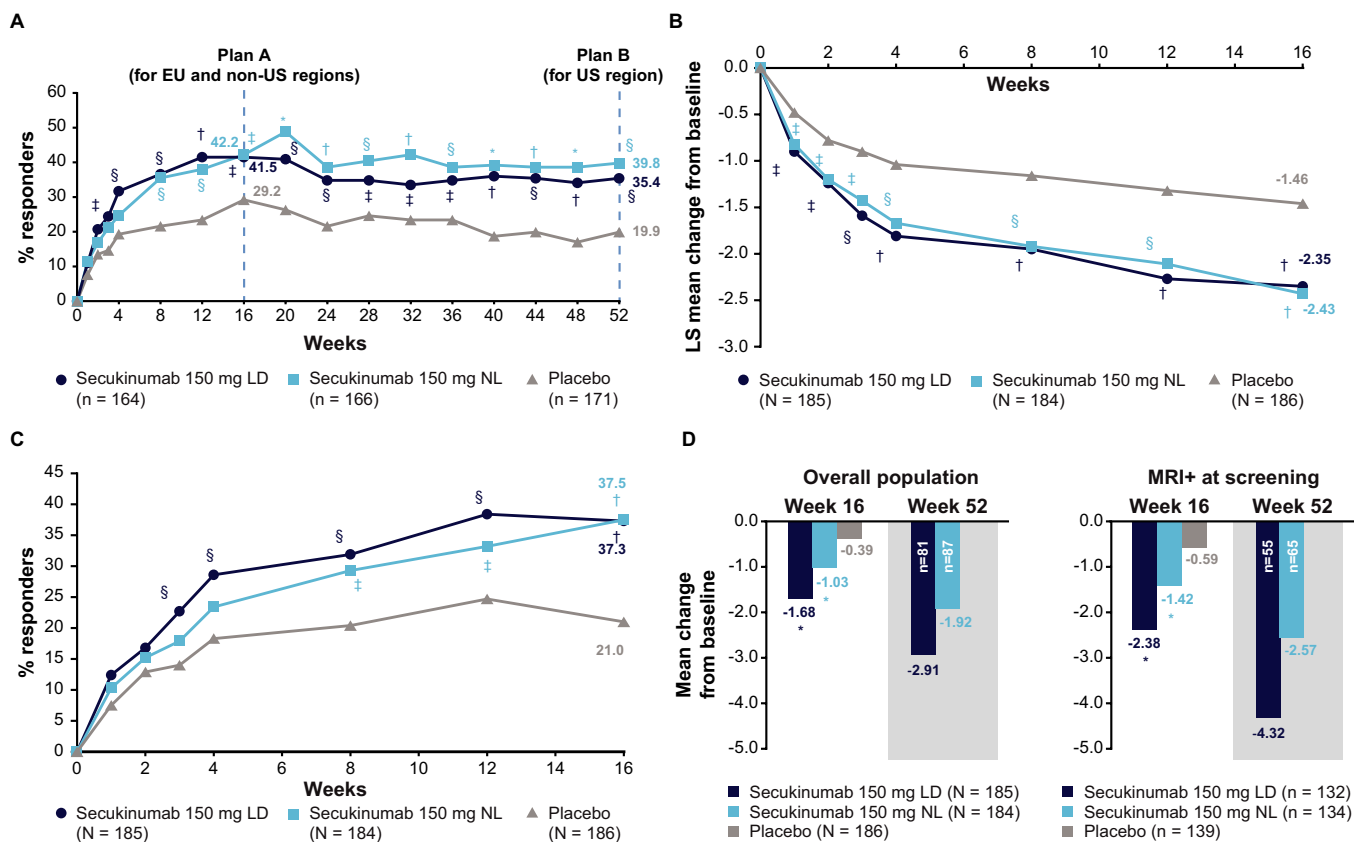 A
Plan A
(for EU and non-US regions)
Plan B
(for US region)
% responders
60
50
40
30
20
10
0
‡ § § † 42.2 ‡ * § † § † § * † * §
41.5 39.8
35.4
§ § ‡ § ‡ ‡ ‡ † § † §
29.2
19.9
0 4 8 12 16 20 24 28 32 36 40 44 48 52
Weeks
Secukinumab 150 mg LD
(n = 164)
Secukinumab 150 mg NL
(n = 166)
Placebo
(n = 171)
B
0 2 4 6 8 10 12 14 16
Weeks
LS mean change from baseline
0.0
-0.5
-1.0
-1.5
-2.0
-2.5
-3.0
‡ ‡ ‡ § § §
-1.46
‡ ‡ § † † † †
-2.35
† -2.43
Secukinumab 150 mg LD
(N = 185)
Secukinumab 150 mg NL
(N = 184)
Placebo
(N = 186)
C
% responders
45
40
35
30
25
20
15
10
5
0
§ § § §
37.5
†
†
37.3
‡ ‡
21.0
0 2 4 6 8 10 12 14 16
Weeks
Secukinumab 150 mg LD
(N = 185)
Secukinumab 150 mg NL
(N = 184)
Placebo
(N = 186)
D
Overall population
Week 16 Week 52
Mean change
from baseline
0.0
-1.0
-2.0
-3.0
-4.0
-5.0
-0.39
-1.03
*
-1.68
*
n=81
n=87
-1.92
-2.91
Secukinumab 150 mg LD (N = 185)
Secukinumab 150 mg NL (N = 184)
Placebo (N = 186)
MRI+ at screening
Week 16 Week 52
0.0
-1.0
-2.0
-3.0
-4.0
-5.0
-0.59
-1.42
*
-2.38
*
n=55
n=65
-2.57
-4.32
Secukinumab 150 mg LD (n = 132)
Secukinumab 150 mg NL (n = 134)
Placebo (n = 139)